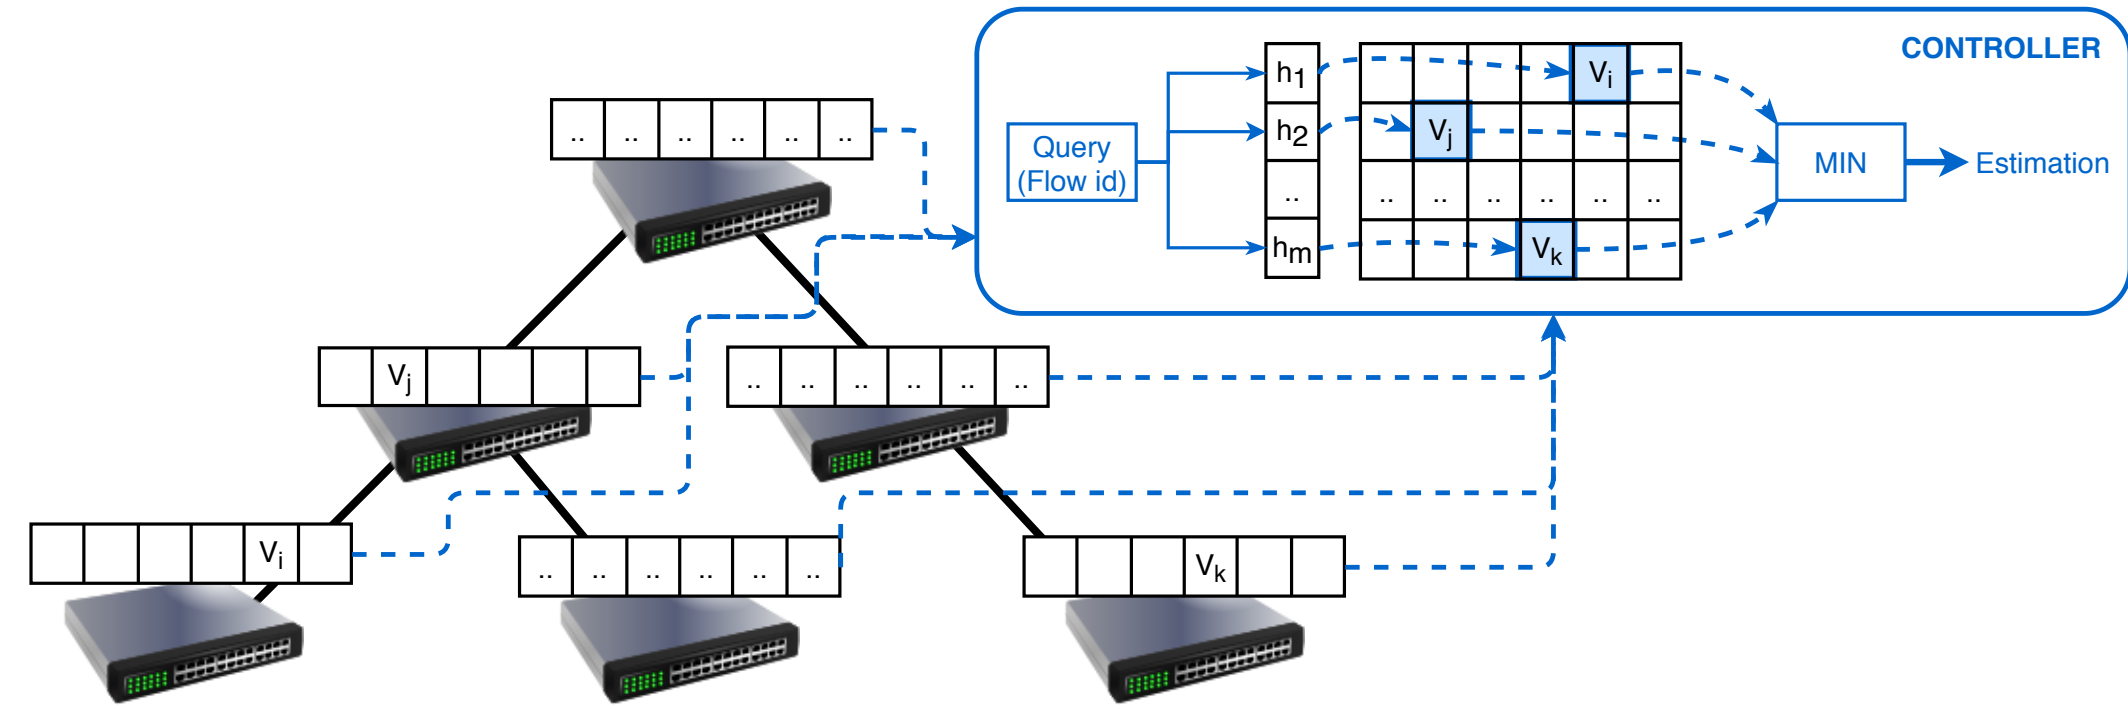 CONTROLLER
h1
Vi
.. .. .. .. .. ..
h2
Vj
Query
(Flow id)
MIN
Estimation
..
.. .. .. .. .. ..
hm
Vk
Vj
.. .. .. .. .. ..
Vi
.. .. .. .. .. ..
Vk